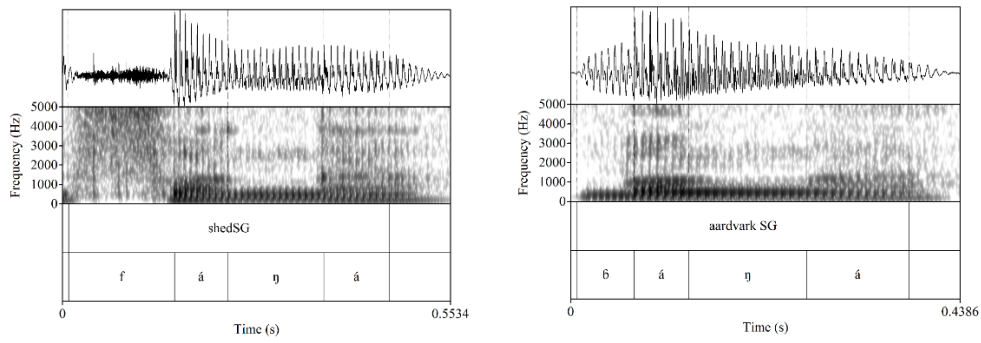 5000
4000
3000
2000
1000
0
Frequency (Hz)
shedSG
f á ŋ á
0 0.5534
Time (s)
5000
4000
3000
2000
1000
0
Frequency (Hz)
aardvark SG
ɓ á ŋ á
0 0.4386
Time (s)